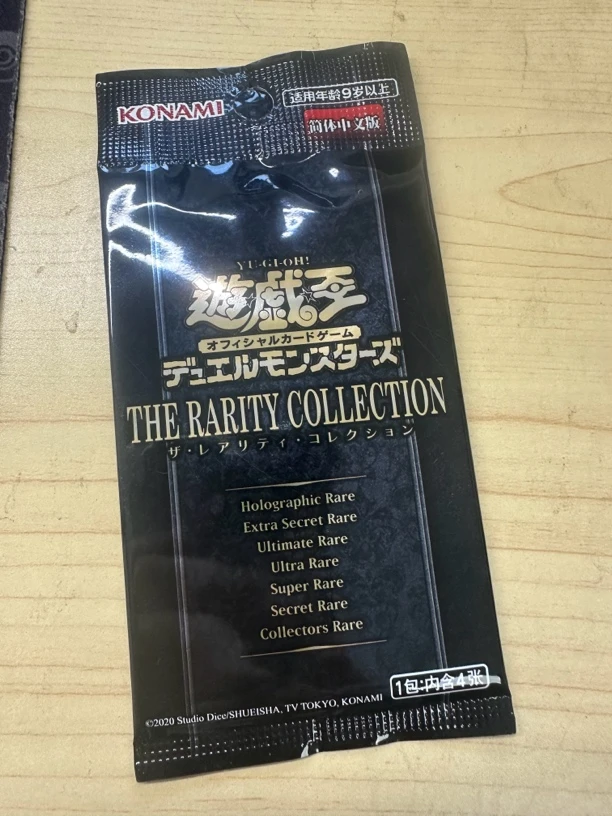 KONAMI
适用年龄9岁以上
简体中文版
YU-GI-OH!
遊☆戯☆王
オフィシャルカードゲーム
デュエルモンスターズ
THE RARITY COLLECTION
ザ・レアリティ・コレクション
Holographic Rare
Extra Secret Rare
Ultimate Rare
Ultra Rare
Super Rare
Secret Rare
Collectors Rare
1包:内含4张
©2020 Studio Dice/SHUEISHA, TV TOKYO, KONAMI